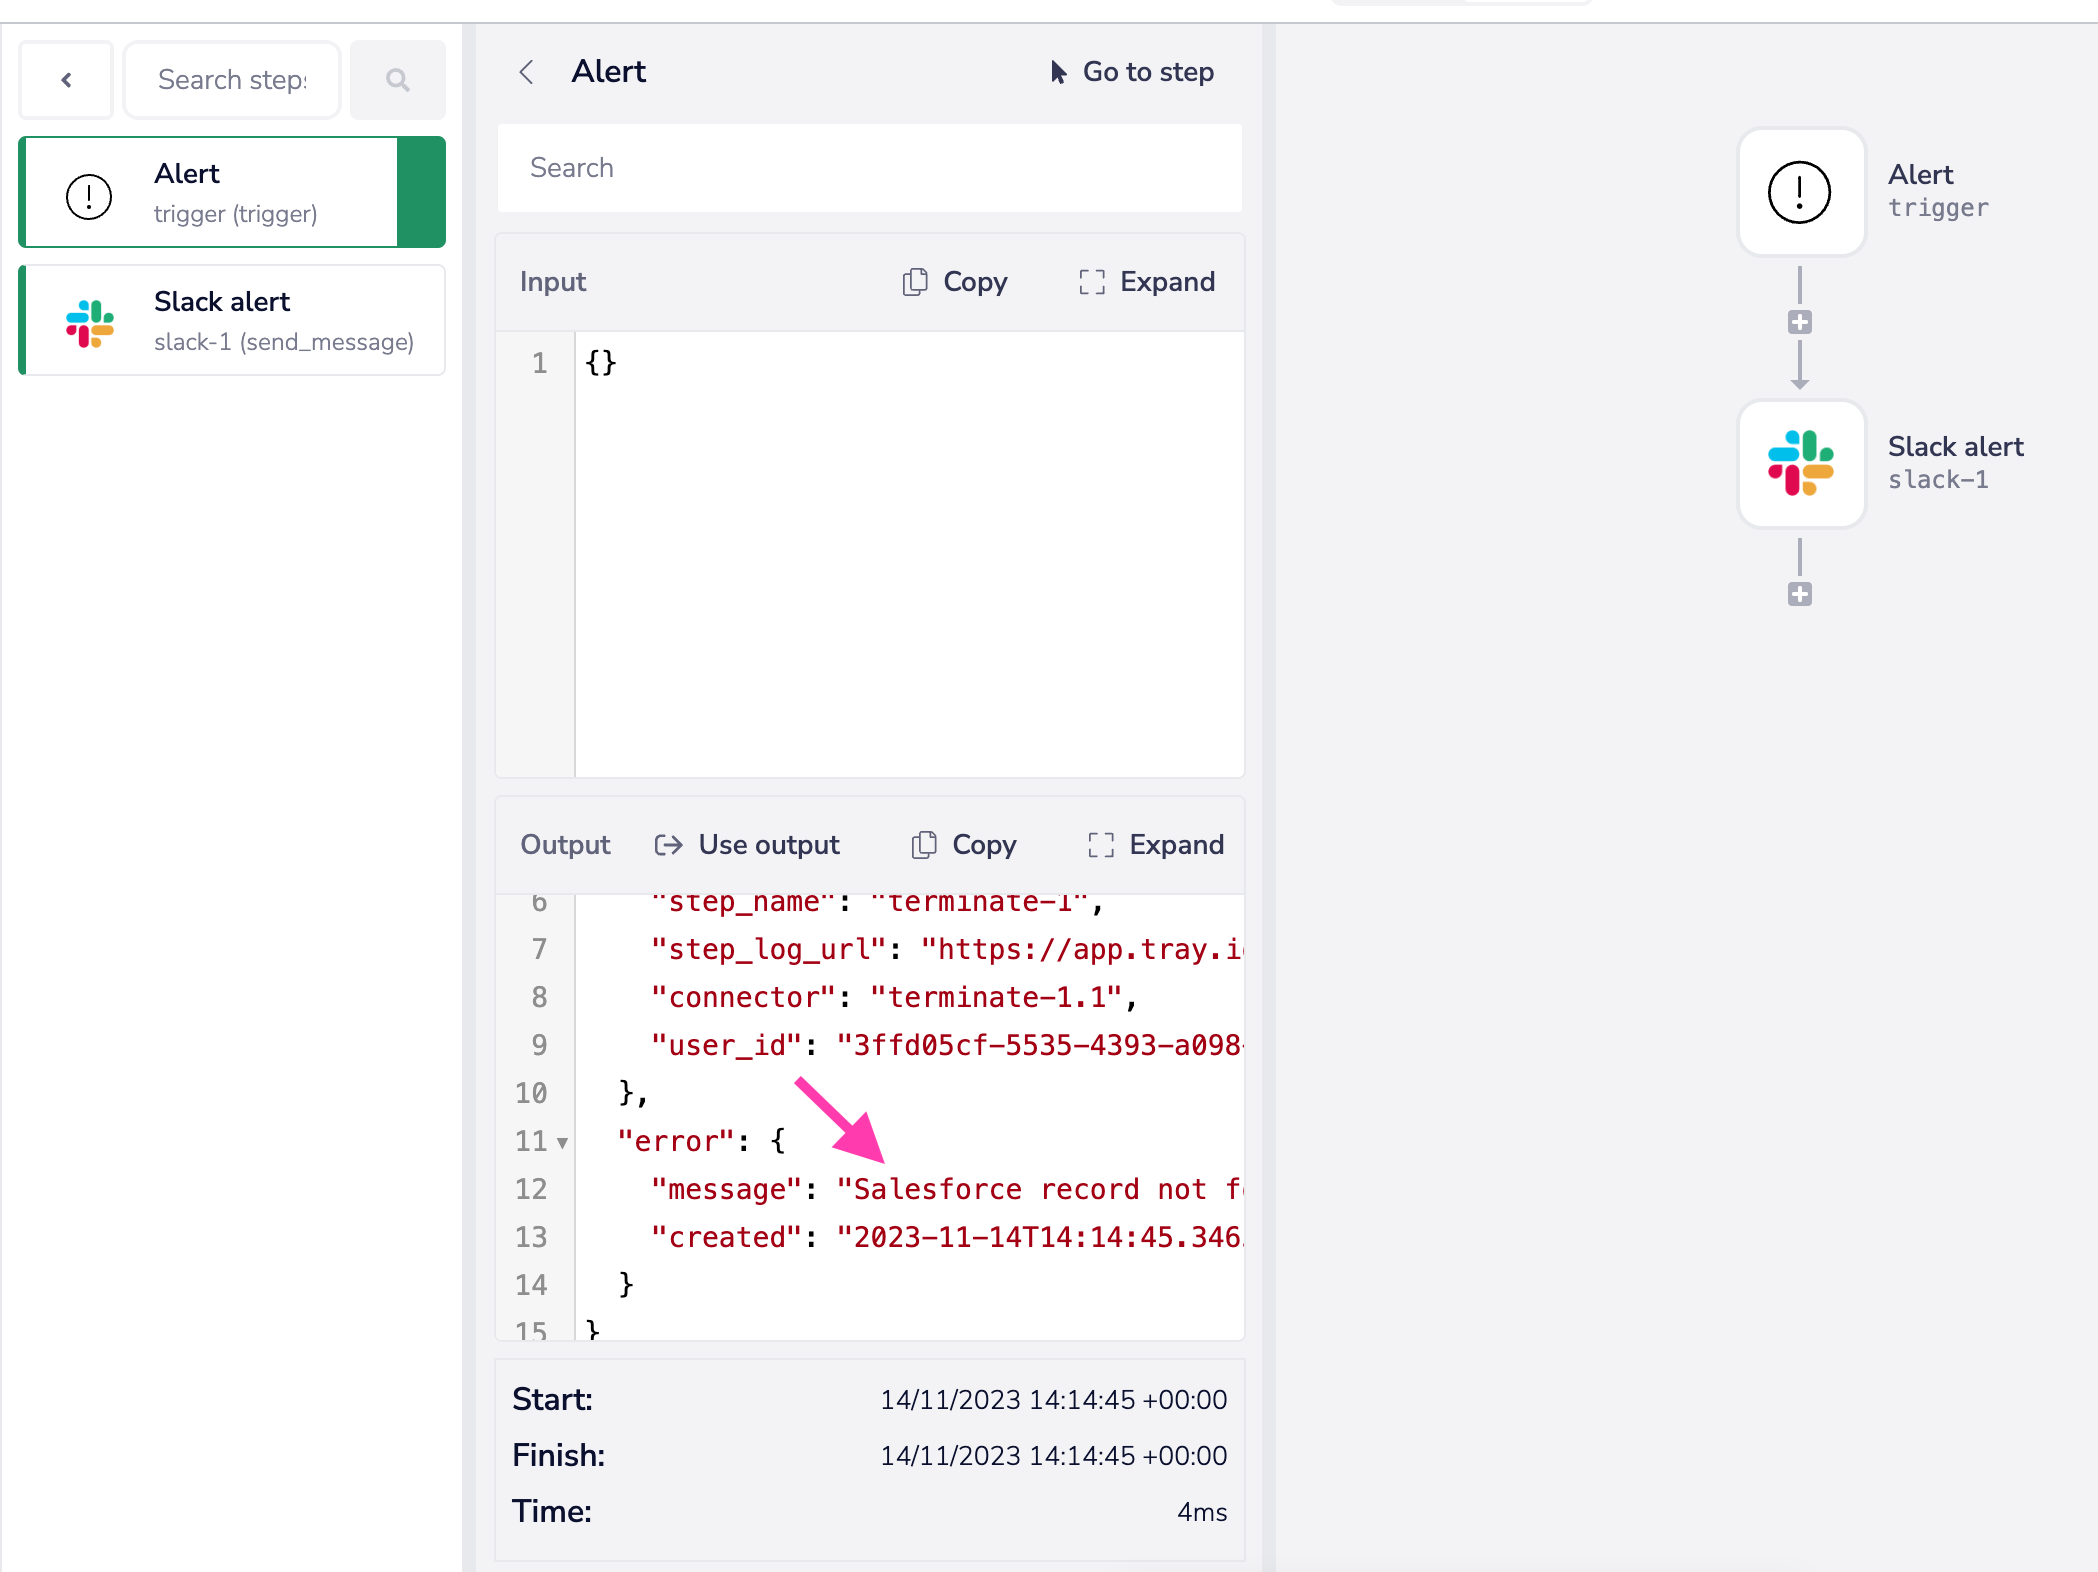 Search steps
Alert
trigger (trigger)
Slack alert
slack-1 (send_message)
Alert
Go to step
Search
Input
Copy
Expand
1 {}
Output
Use output
Copy
Expand
6 "step_name": "terminate-1",
7 "step_log_url": "https://app.tray.i
8 "connector": "terminate-1.1",
9 "user_id": "3ffd05cf-5535-4393-a098-
10 },
11 "error": {
12 "message": "Salesforce record not f
13 "created": "2023-11-14T14:14:45.346
14 }
15 }
Start: 14/11/2023 14:14:45 +00:00
Finish: 14/11/2023 14:14:45 +00:00
Time: 4ms
Alert
trigger
Slack alert
slack-1